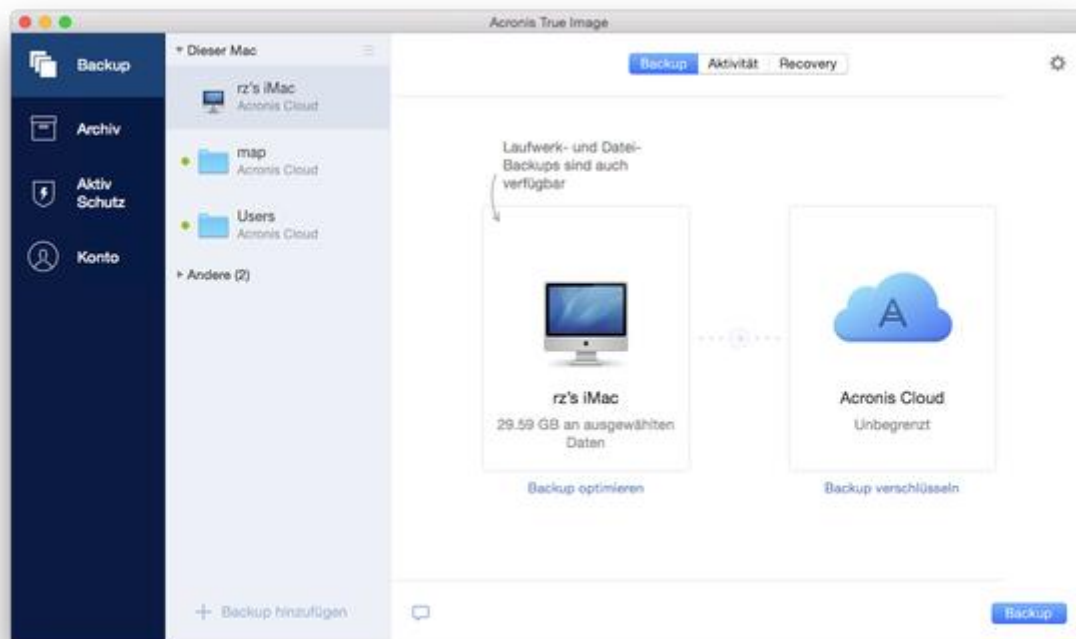 Acronis True Image
Backup
Archiv
Aktiv
Schutz
Konto
Dieser Mac
rz's iMac
Acronis Cloud
map
Acronis Cloud
Users
Acronis Cloud
Andere (2)
+ Backup hinzufügen
Backup Aktivität Recovery
Laufwerk- und Datei-
Backups sind auch
verfügbar
rz's iMac
29.59 GB an ausgewählten
Daten
Backup optimieren
Acronis Cloud
Unbegrenzt
Backup verschlüsseln
Backup